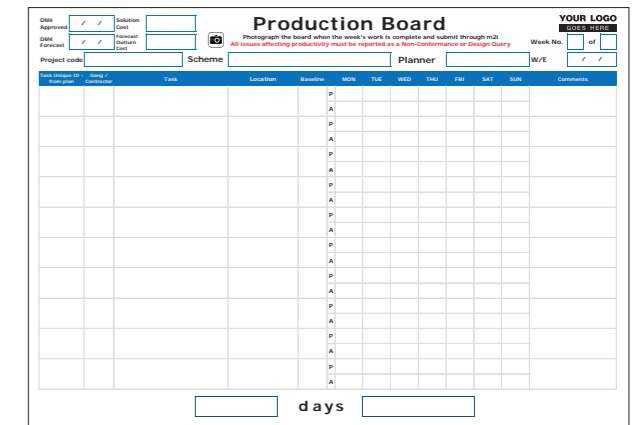 DM4 Approved / / Solution Cost
Production Board
YOUR LOGO
GOES HERE
Photograph the board when the week's work is complete and submit through m2i
DM4 Forecast / / Forecast Outturn Cost
All issues affecting productivity must be reported as a Non-Conformance or Design Query
Week No. of
Project code Scheme Planner W/E / /
Task Unique ID - from plan Gang / Contractor Task Location Baseline MON TUE WED THU FRI SAT SUN Comments
P
A
P
A
P
A
P
A
P
A
P
A
P
A
P
A
P
A
P
A
days